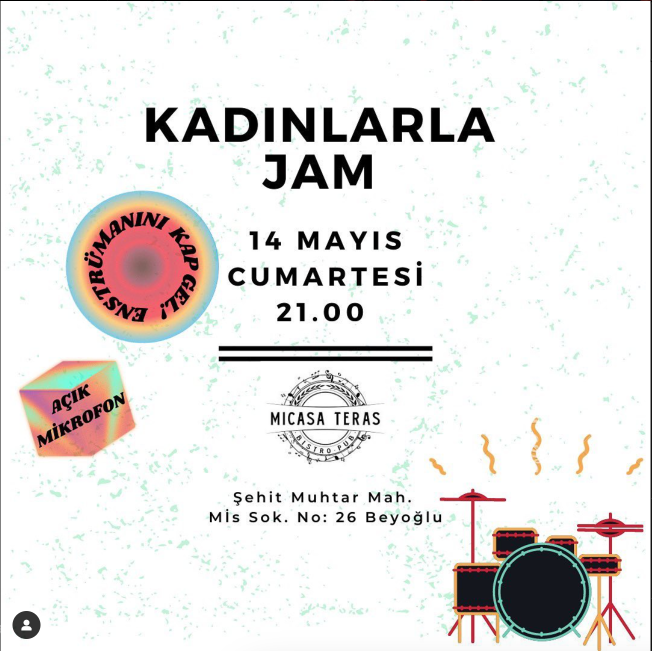 KADINLARLA
JAM
14 MAYIS
CUMARTESİ
21.00
ENSTRÜMANINI KAP GEL!
AÇIK
MİKROFON
MICASA TERAS
BISTRO PUB
Şehit Muhtar Mah.
Mİs Sok. No: 26 Beyoğlu